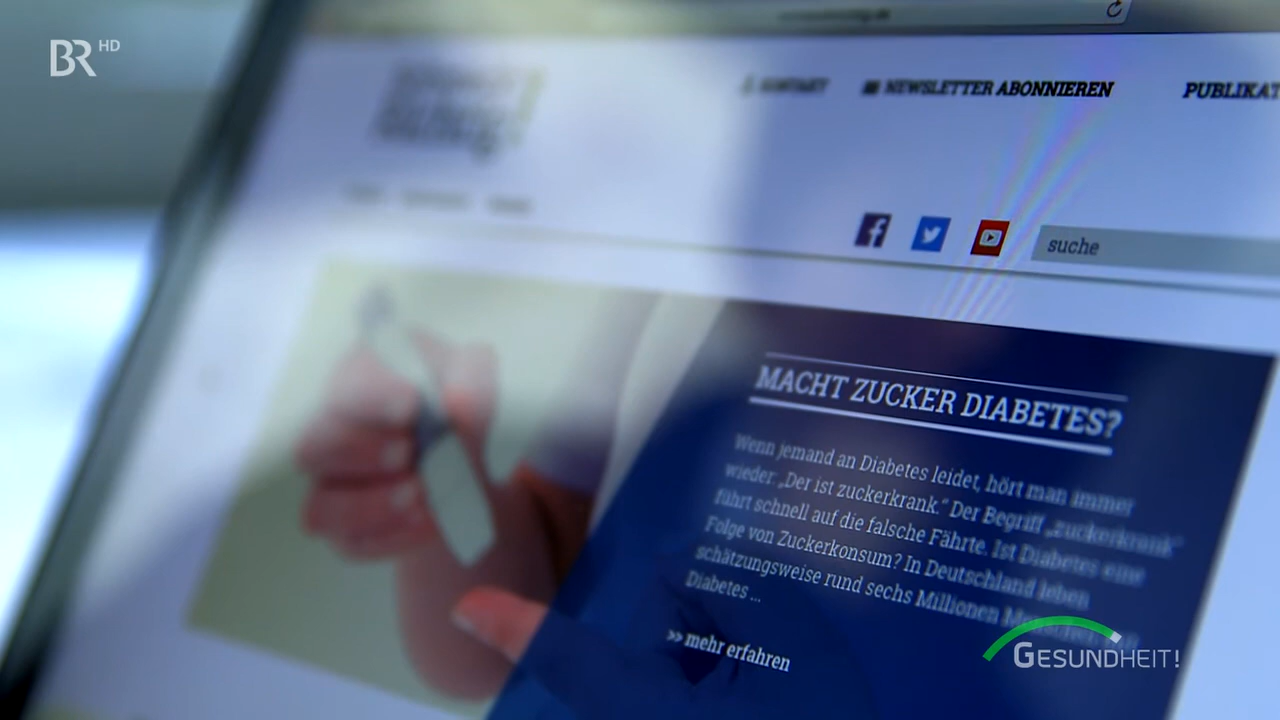 BR HD
KONTAKT
NEWSLETTER ABONNIEREN
PUBLIKAT
suche
MACHT ZUCKER DIABETES?
Wenn jemand an Diabetes leidet, hört man immer
wieder: „Der ist zuckerkrank.“ Der Begriff „zuckerkrank“
führt schnell auf die falsche Fährte. Ist Diabetes eine
Folge von Zuckerkonsum? In Deutschland leben
schätzungsweise rund sechs Millionen
Diabetes ...
>> mehr erfahren
GESUNDHEIT!